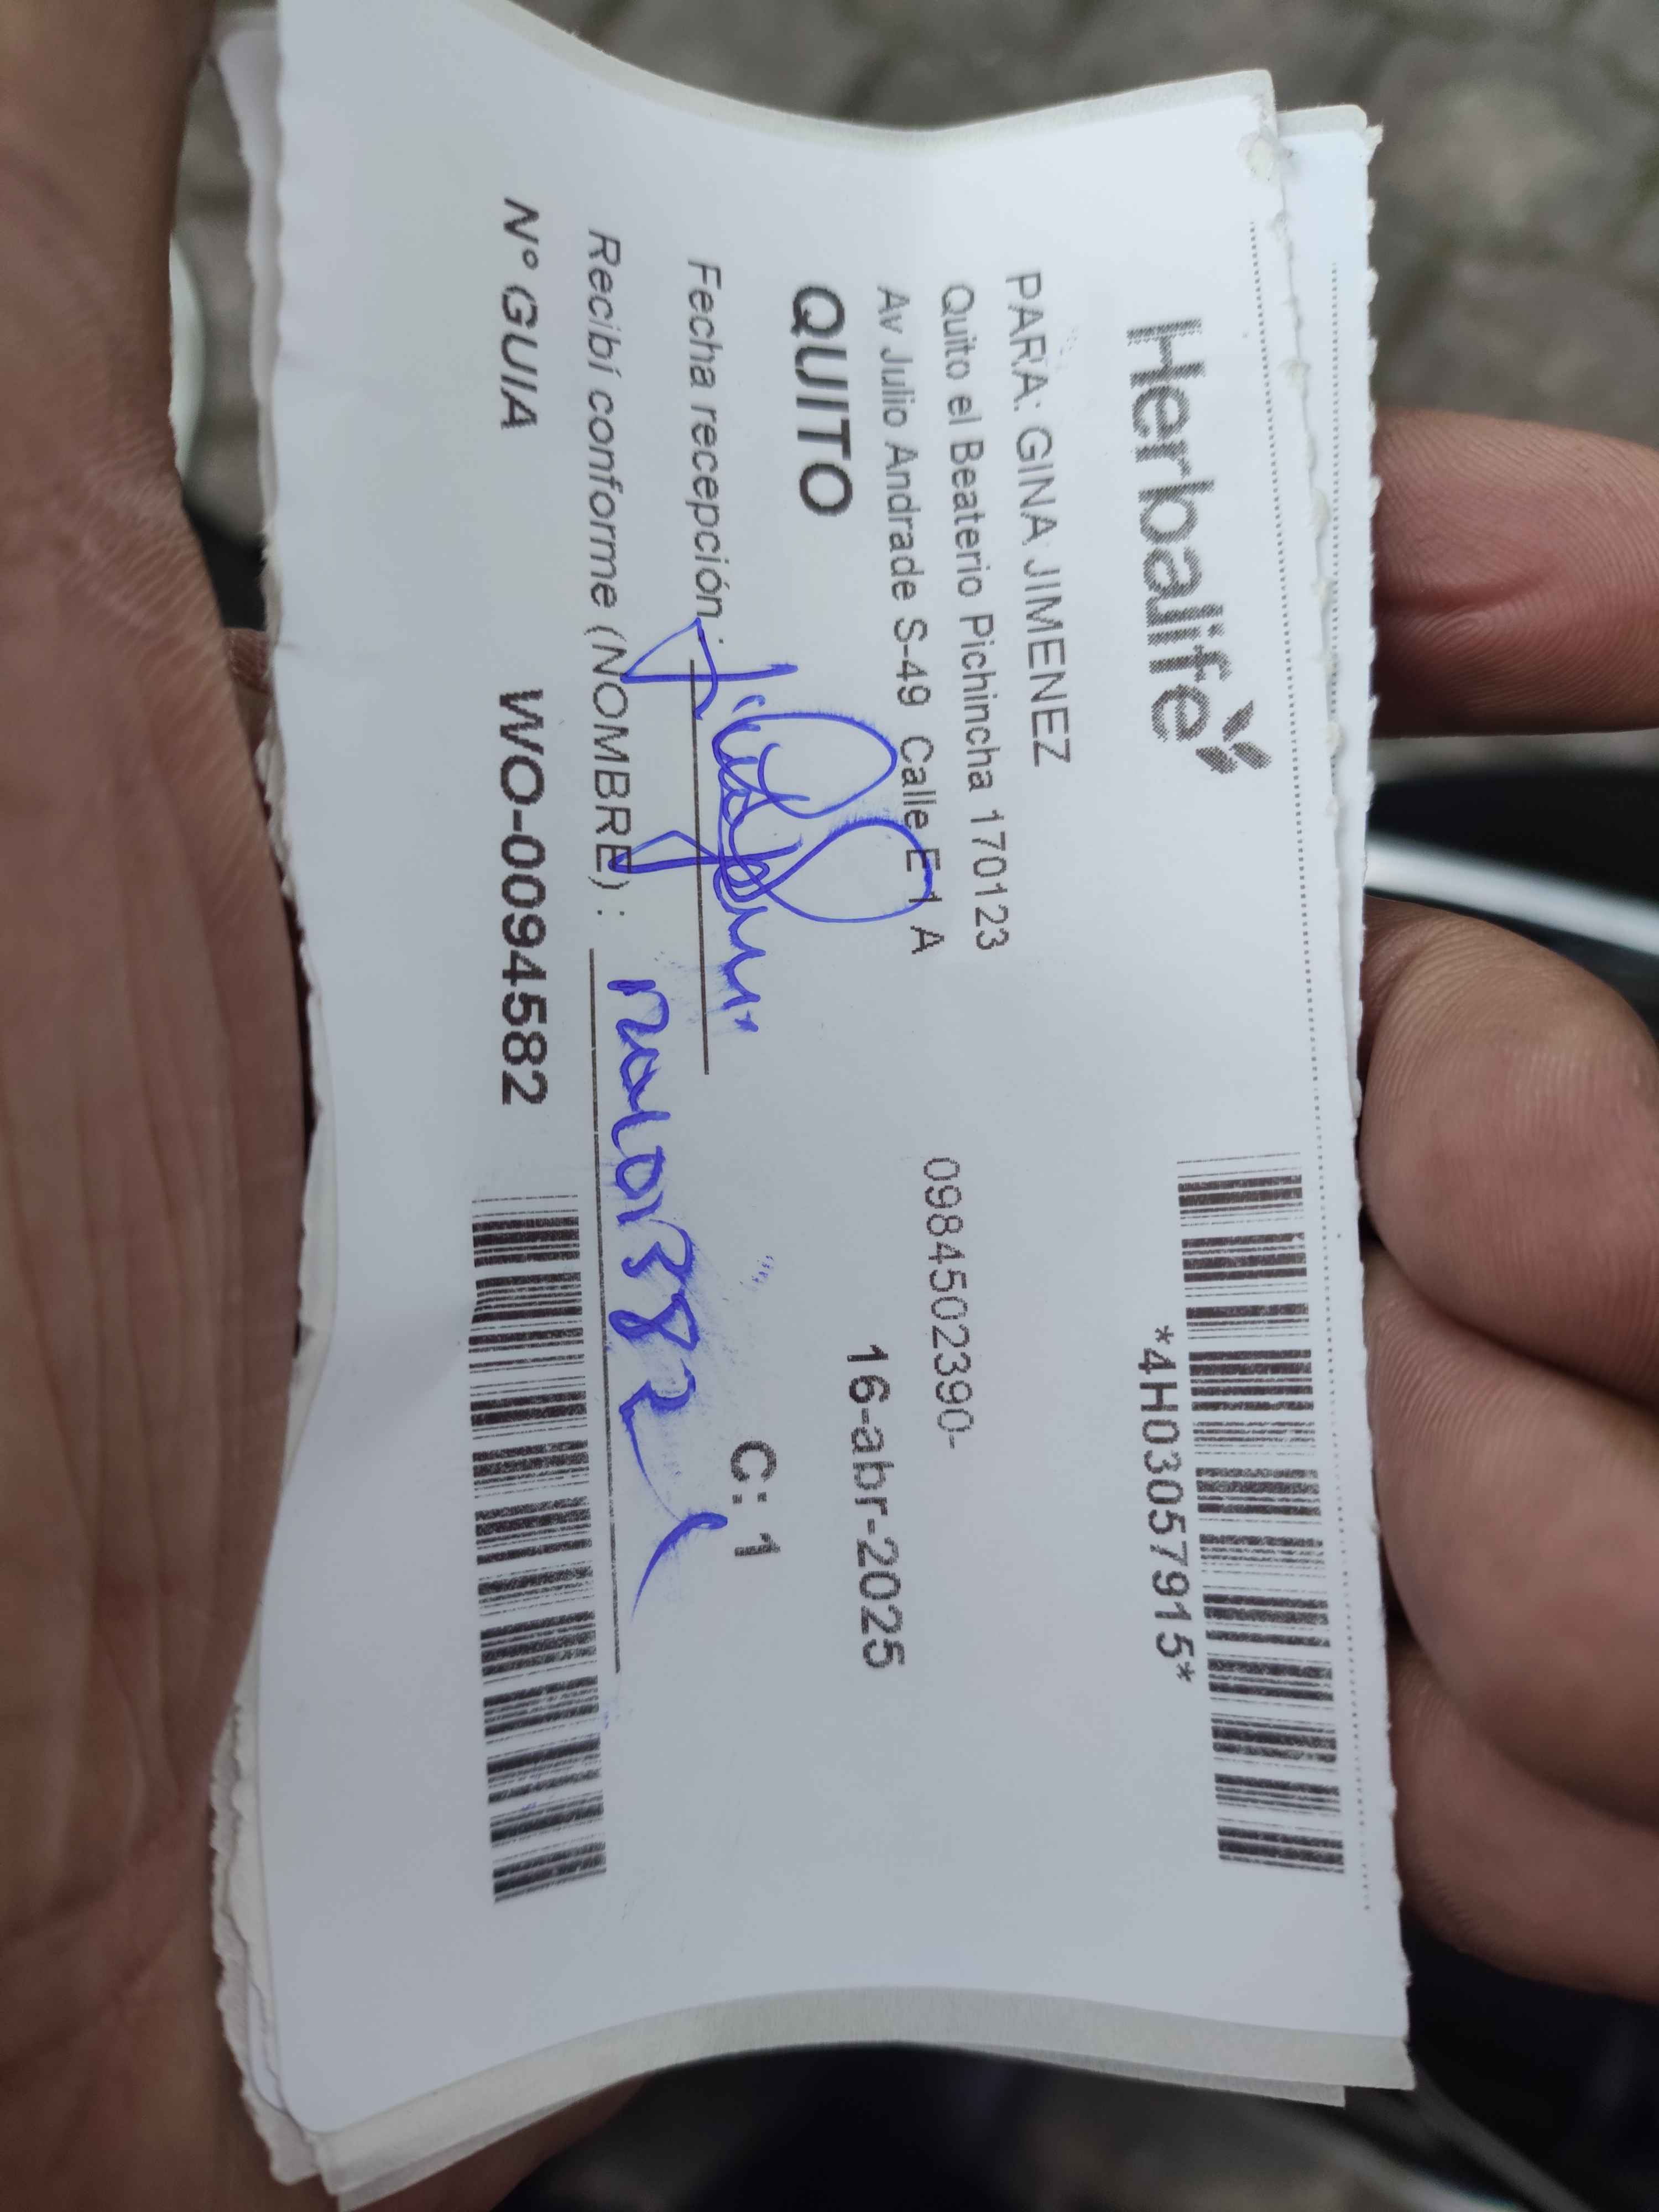 Herbalife
*4H03057915*
PARA: GINA JIMENEZ
Quito el Beaterio Pichincha 170123
Av Julio Andrade S-49 Calle E1 A
0984502390-
QUITO
16-abr-2025
Fecha recepción:
C: 1
Recibí conforme (NOMBRE) :
Nº GUIA WO-0094582